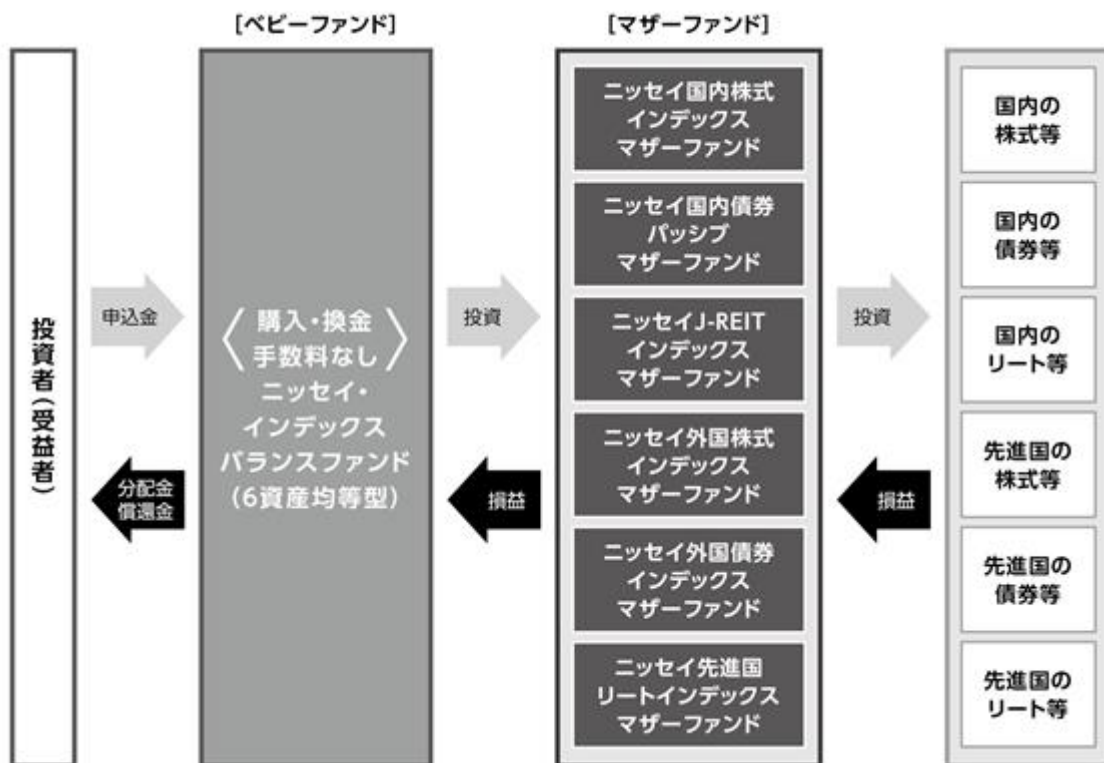 [ベビーファンド]
[マザーファンド]
投資者(受益者)
申込金
分配金
償還金
〈購入・換金
手数料なし〉
ニッセイ・
インデックス
バランスファンド
(6資産均等型)
投資
損益
ニッセイ国内株式
インデックス
マザーファンド
ニッセイ国内債券
パッシブ
マザーファンド
ニッセイJ-REIT
インデックス
マザーファンド
ニッセイ外国株式
インデックス
マザーファンド
ニッセイ外国債券
インデックス
マザーファンド
ニッセイ先進国
リートインデックス
マザーファンド
投資
損益
国内の
株式等
国内の
債券等
国内の
リート等
先進国の
株式等
先進国の
債券等
先進国の
リート等